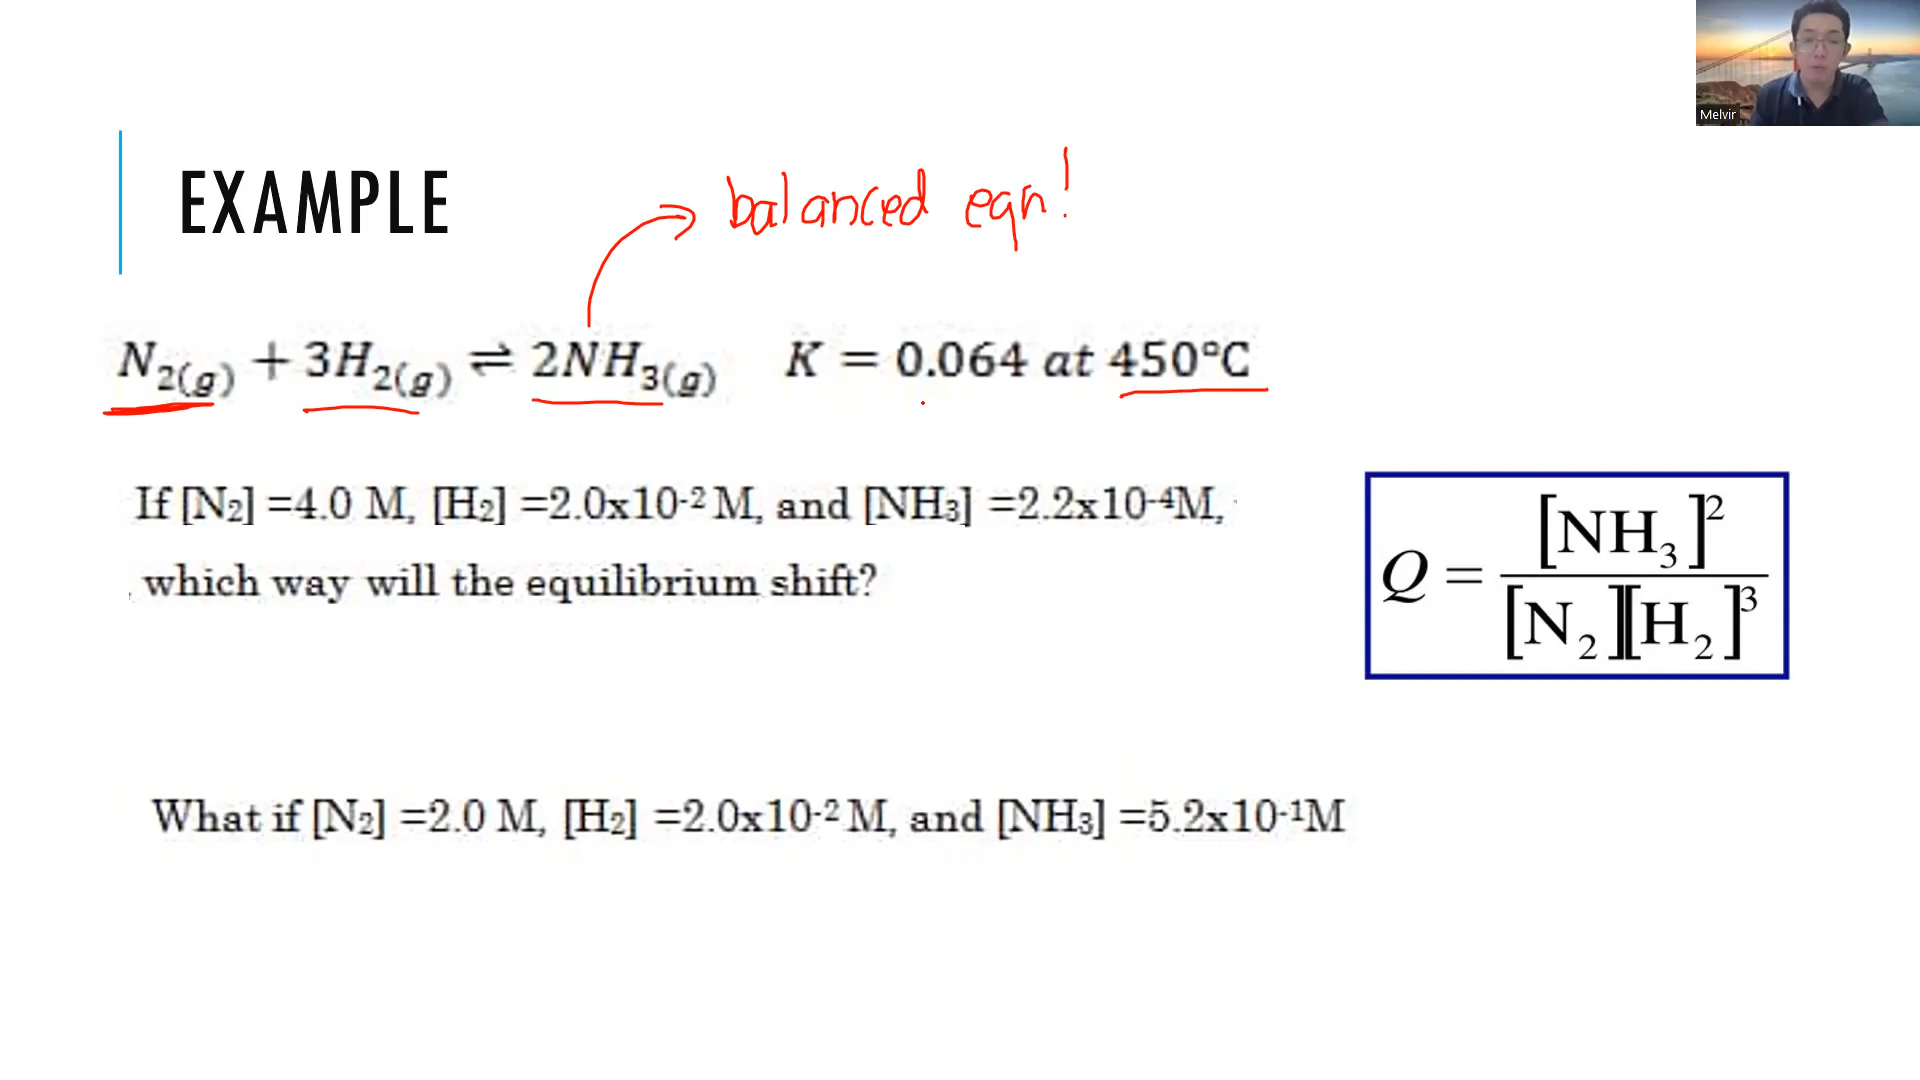 Melvir
EXAMPLE
balanced eqn!
N₂(g) + 3H₂(g) ⇌ 2NH₃(g) K = 0.064 at 450°C
If [N₂] =4.0 M, [H₂] =2.0x10⁻² M, and [NH₃] =2.2x10⁻⁴M,
which way will the equilibrium shift?
Q = [NH₃]² / [N₂][H₂]³
What if [N₂] =2.0 M, [H₂] =2.0x10⁻² M, and [NH₃] =5.2x10⁻¹M